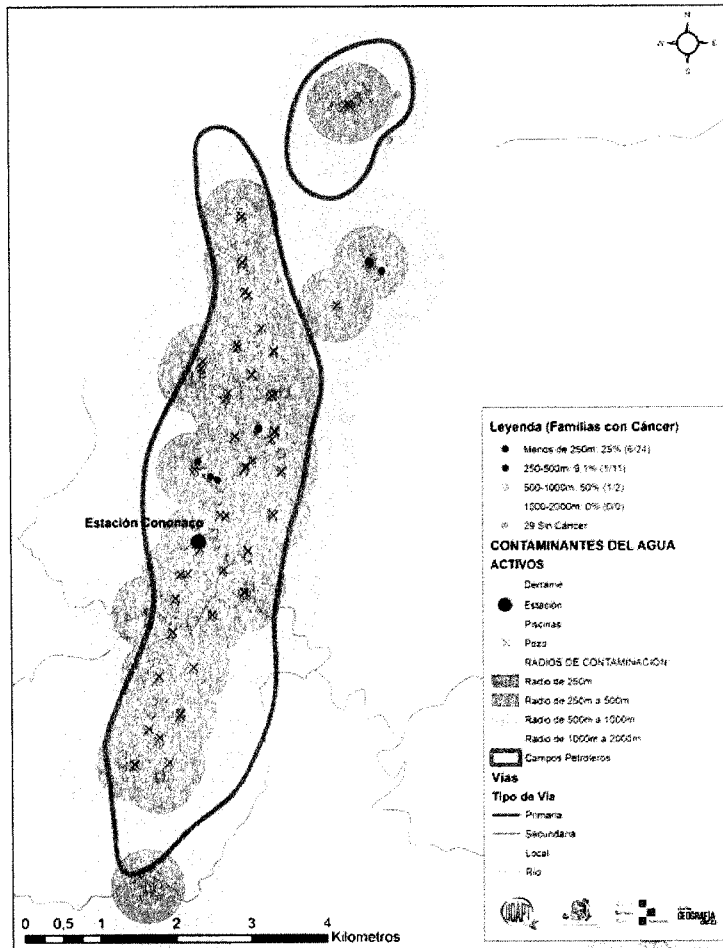 N
W E
S
Estación Cononaco
Leyenda (Familias con Cáncer)
Menos de 250m: 25% (6/24)
250-500m: 9.1% (1/11)
500-1000m: 50% (1/2)
1000-2000m: 0% (0/0)
29 Sin Cáncer
CONTAMINANTES DEL AGUA
ACTIVOS
Derrame
Estación
Piscinas
Pozo
RADIOS DE CONTAMINACIÓN
Radio de 250m
Radio de 250m a 500m
Radio de 500m a 1000m
Radio de 1000m a 2000m
Campos Petroleros
Vías
Tipo de Vía
Primaria
Secundaria
Local
Río
UDAPT
GEOGRAFÍA
0 0,5 1 2 3 4
Kilometros